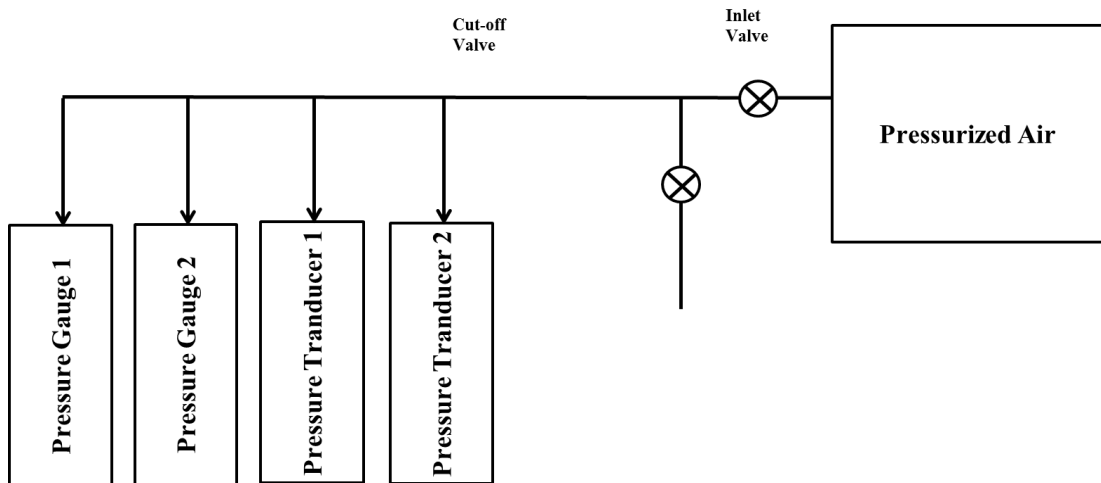 Cut-off
Valve
Inlet
Valve
Pressurized Air
Pressure Gauge 1
Pressure Gauge 2
Pressure Tranducer 1
Pressure Tranducer 2